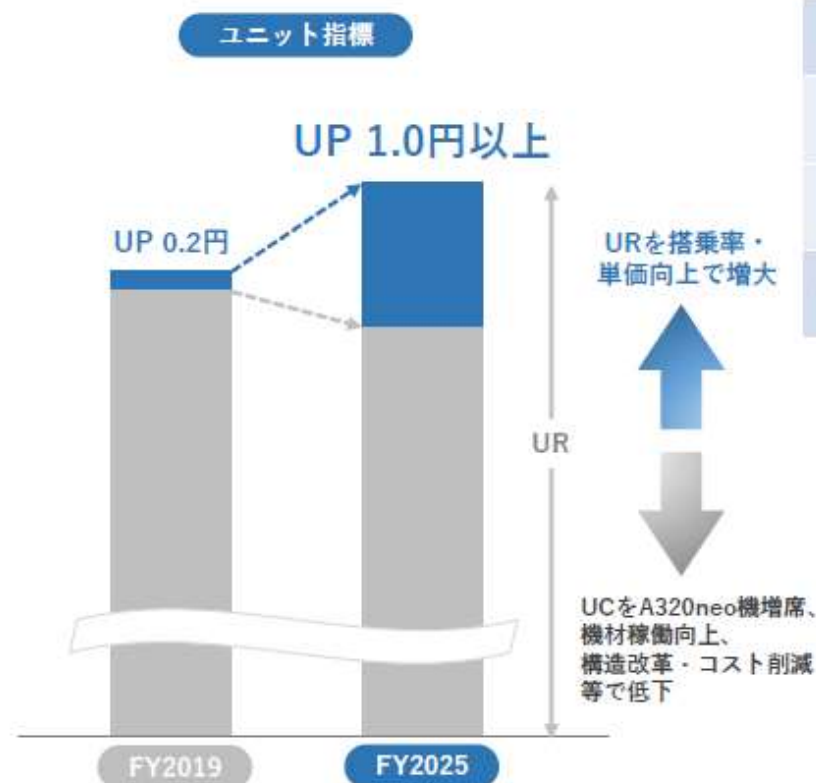 ユニット指標
UP 1.0円以上
UP 0.2円
URを搭乗率・
単価向上で増大
UR
UCをA320neo機増席、
機材稼働向上、
構造改革・コスト削減
等で低下
FY2019
FY2025